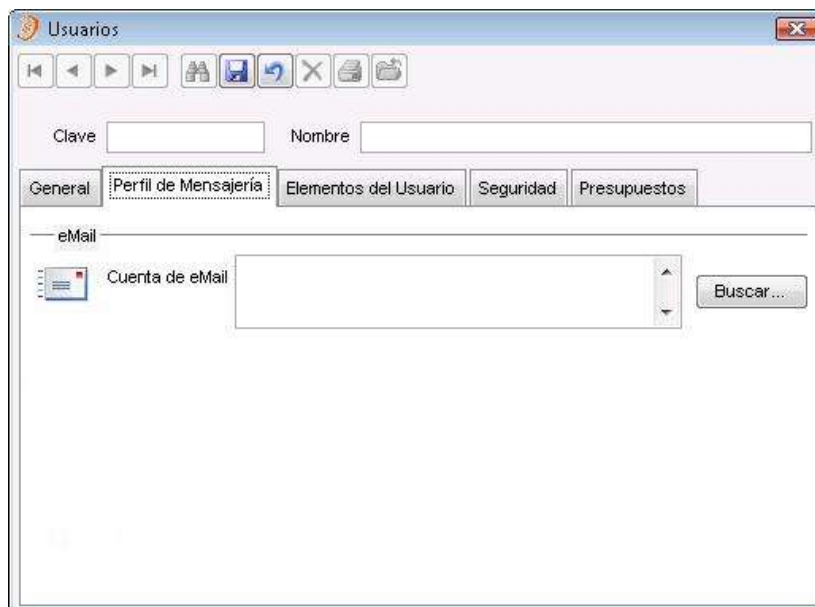 Usuarios
Clave Nombre
General Perfil de Mensajería Elementos del Usuario Seguridad Presupuestos
eMail
Cuenta de eMail Buscar...